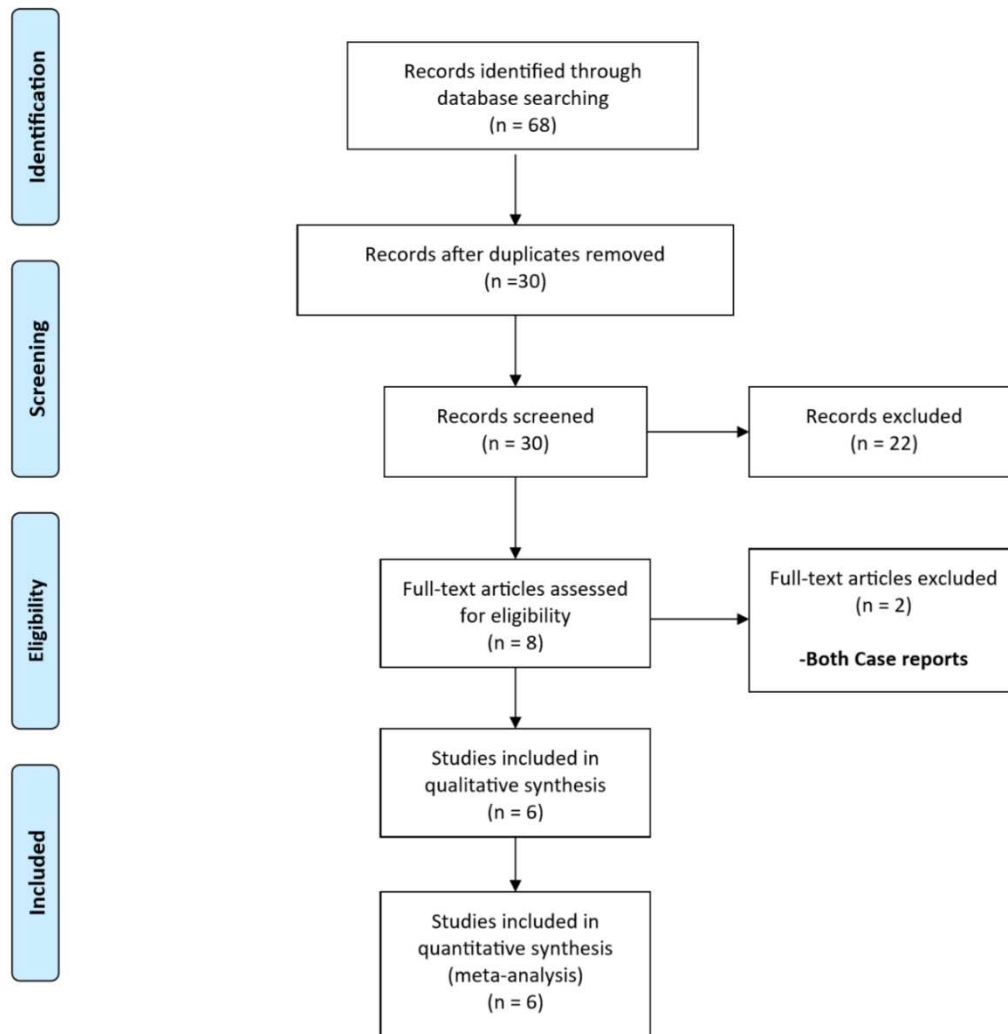 Identification
Records identified through
database searching
(n = 68)
Records after duplicates removed
(n =30)
Screening
Records screened
(n = 30)
Records excluded
(n = 22)
Eligibility
Full-text articles assessed
for eligibility
(n = 8)
Full-text articles excluded
(n = 2)
-Both Case reports
Studies included in
qualitative synthesis
(n = 6)
Included
Studies included in
quantitative synthesis
(meta-analysis)
(n = 6)